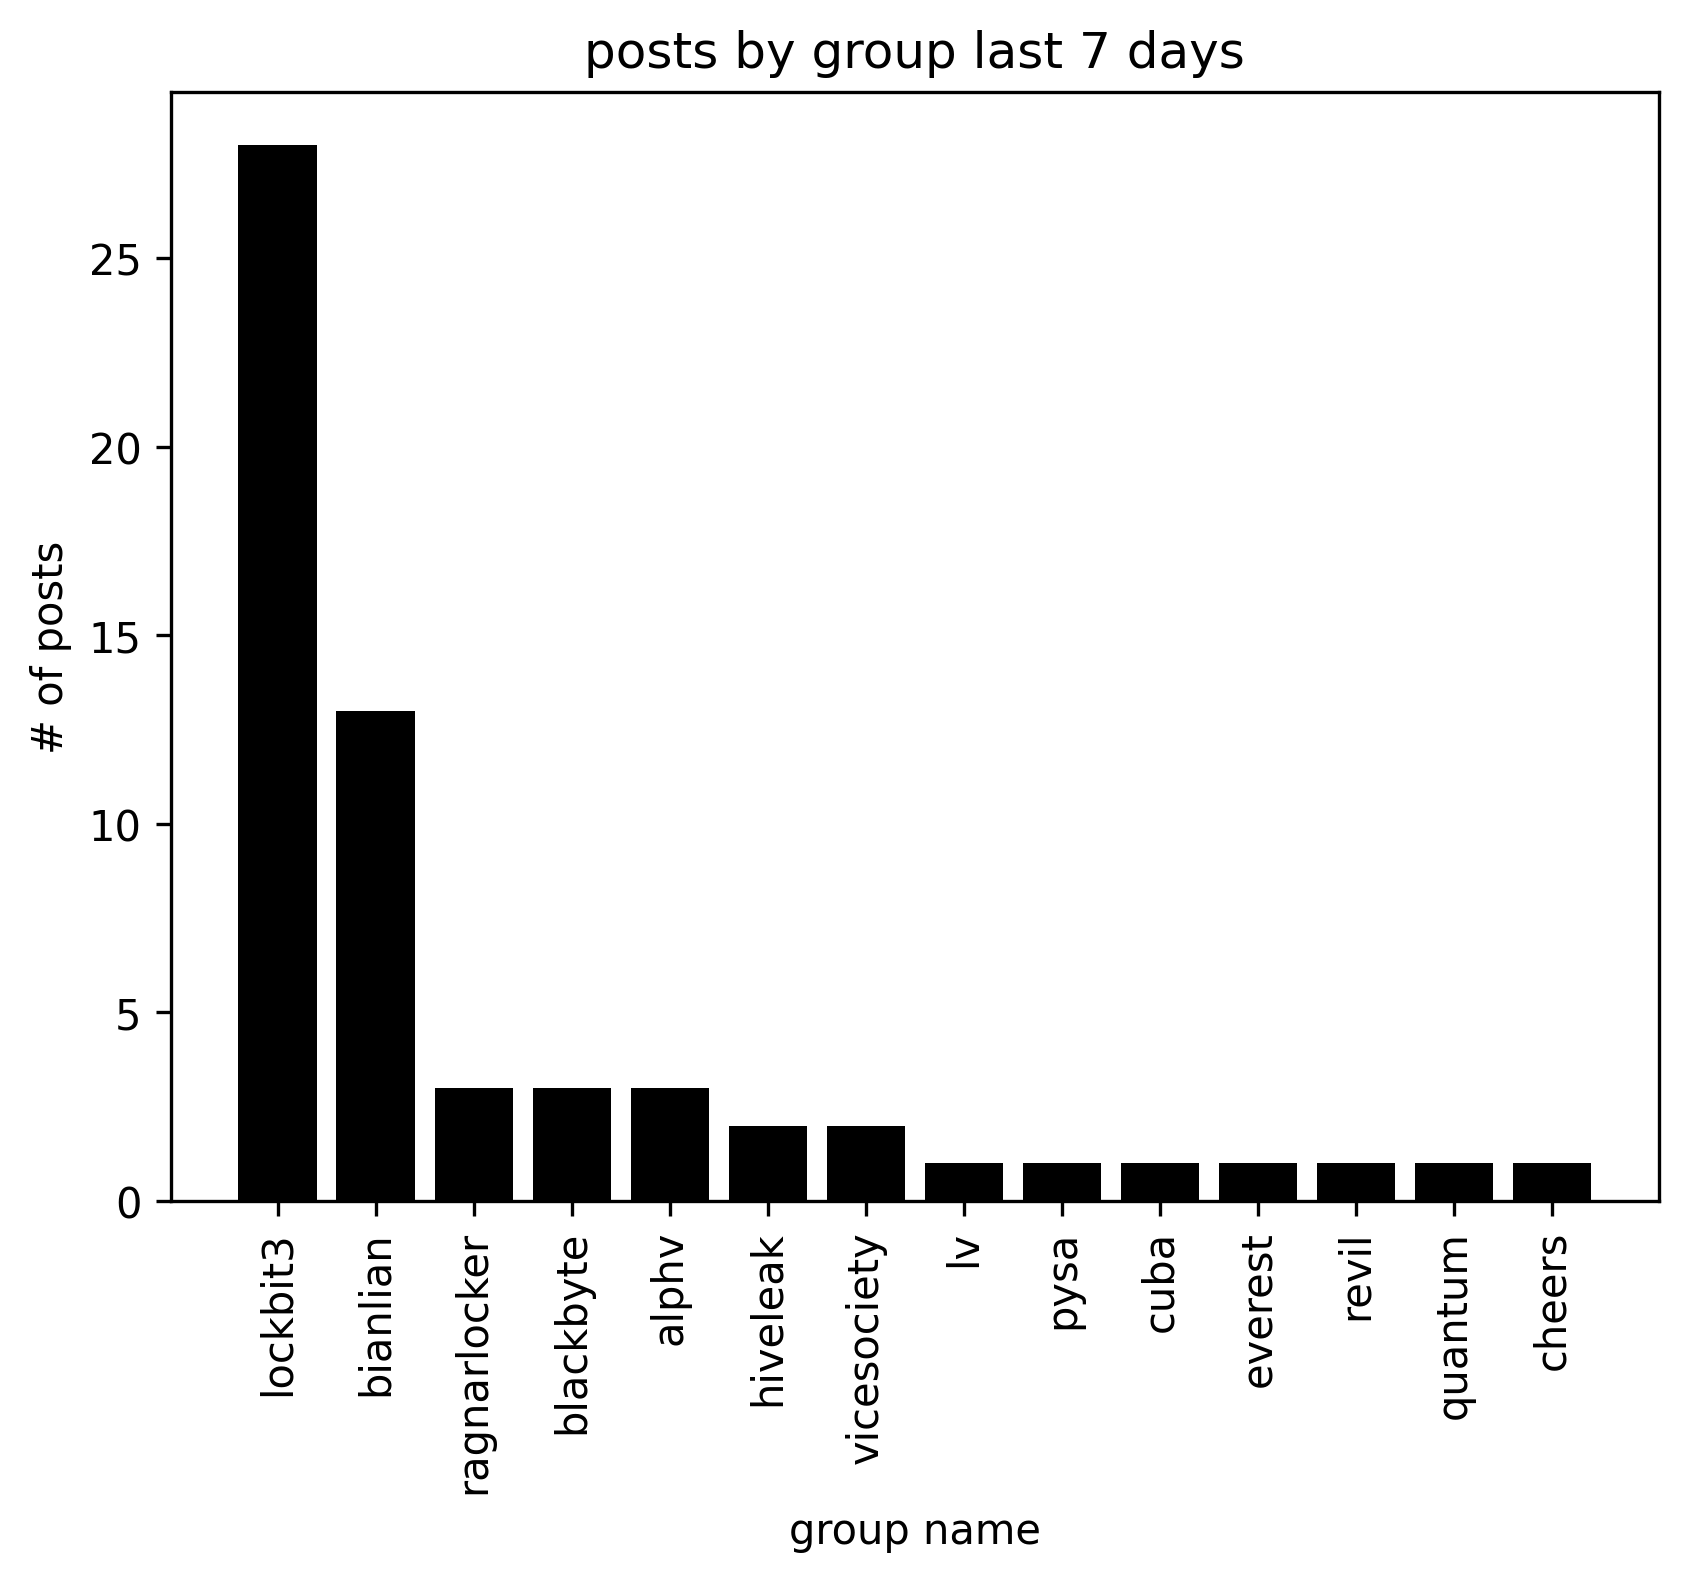 posts by group last 7 days
# of posts
25
20
15
10
5
0
lockbit3
bianlian
ragnarlocker
blackbyte
alphv
hiveleak
vicesociety
lv
pysa
cuba
everest
revil
quantum
cheers
group name